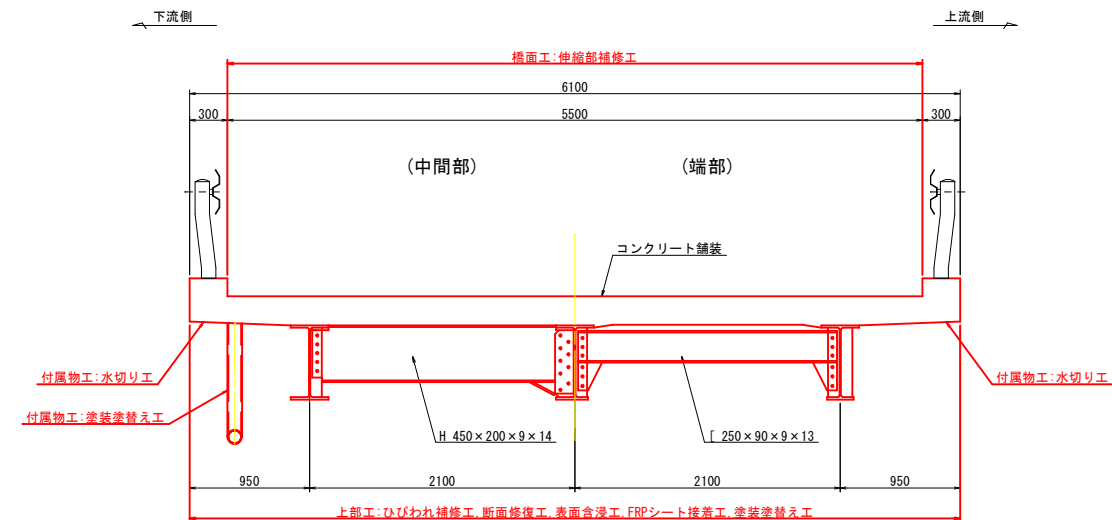 下流側
上流側
橋面工:伸縮部補修工
6100
300
5500
300
(中間部)
(端部)
コンクリート舗装
付属物工:水切り工
付属物工:水切り工
付属物工:塗装塗替え工
H 450×200×9×14
[ 250×90×9×13
950
2100
2100
950
上部工:ひびわれ補修工, 断面修復工, 表面含浸工, FRPシート接着工, 塗装塗替え工